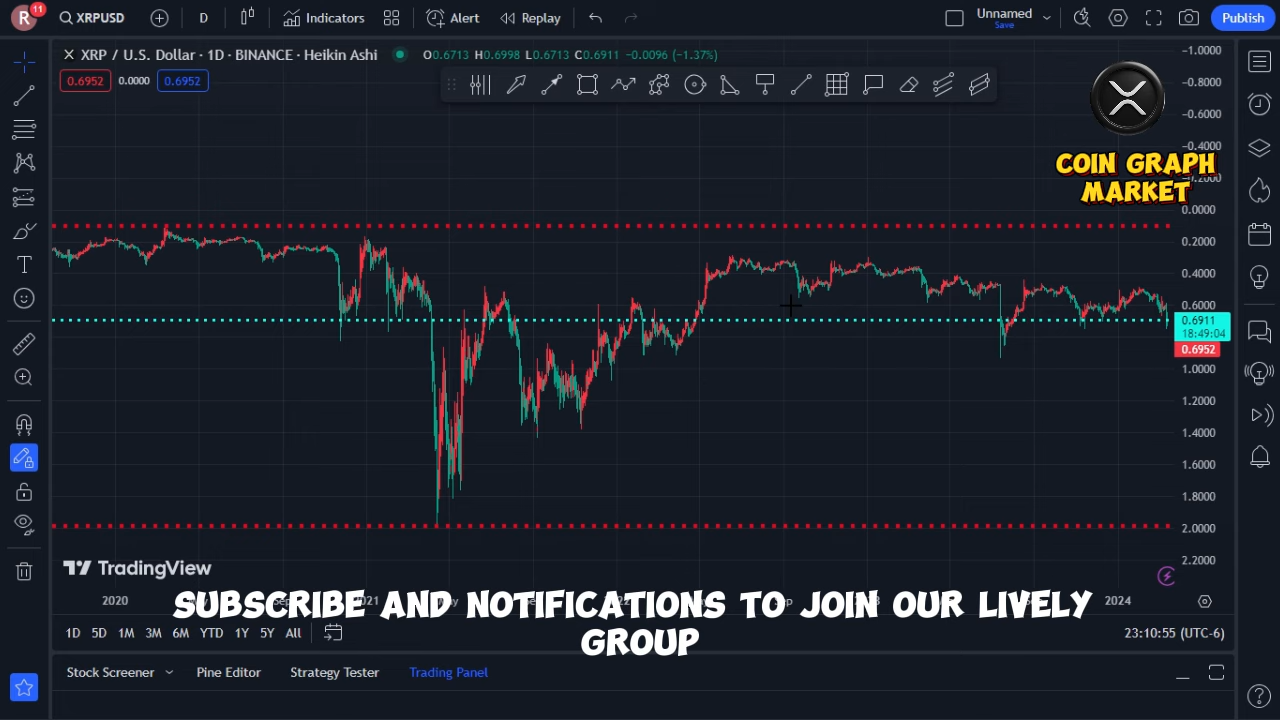 R
11
XRPUSD
D
Indicators
Alert
Replay
Unnamed
Save
Publish
XRP / U.S. Dollar · 1D · BINANCE · Heikin Ashi
O0.6713 H0.6998 L0.6713 C0.6911 −0.0096 (−1.37%)
0.6952
0.0000
0.6952
−1.0000
−0.8000
−0.6000
−0.4000
COIN GRAPH
MARKET
0.0000
0.2000
0.4000
0.6000
0.6911
18:49:04
0.6952
1.0000
1.2000
1.4000
1.6000
1.8000
2.0000
2.2000
TradingView
2020
2021
2024
SUBSCRIBE AND NOTIFICATIONS TO JOIN OUR LIVELY
GROUP
1D 5D 1M 3M 6M YTD 1Y 5Y All
23:10:55 (UTC-6)
Stock Screener
Pine Editor
Strategy Tester
Trading Panel